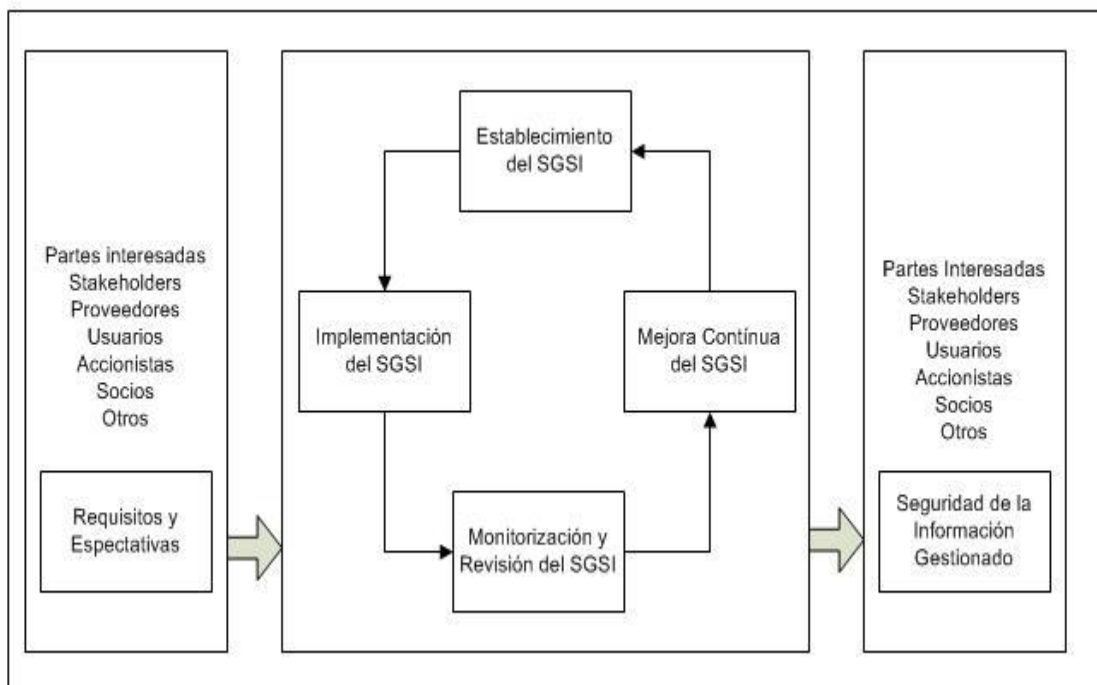 Partes interesadas
Stakeholders
Proveedores
Usuarios
Accionistas
Socios
Otros
Requisitos y
Espectativas
Establecimiento
del SGSI
Implementación
del SGSI
Mejora Contínua
del SGSI
Monitorización y
Revisión del SGSI
Partes Interesadas
Stakeholders
Proveedores
Usuarios
Accionistas
Socios
Otros
Seguridad de la
Información
Gestionado